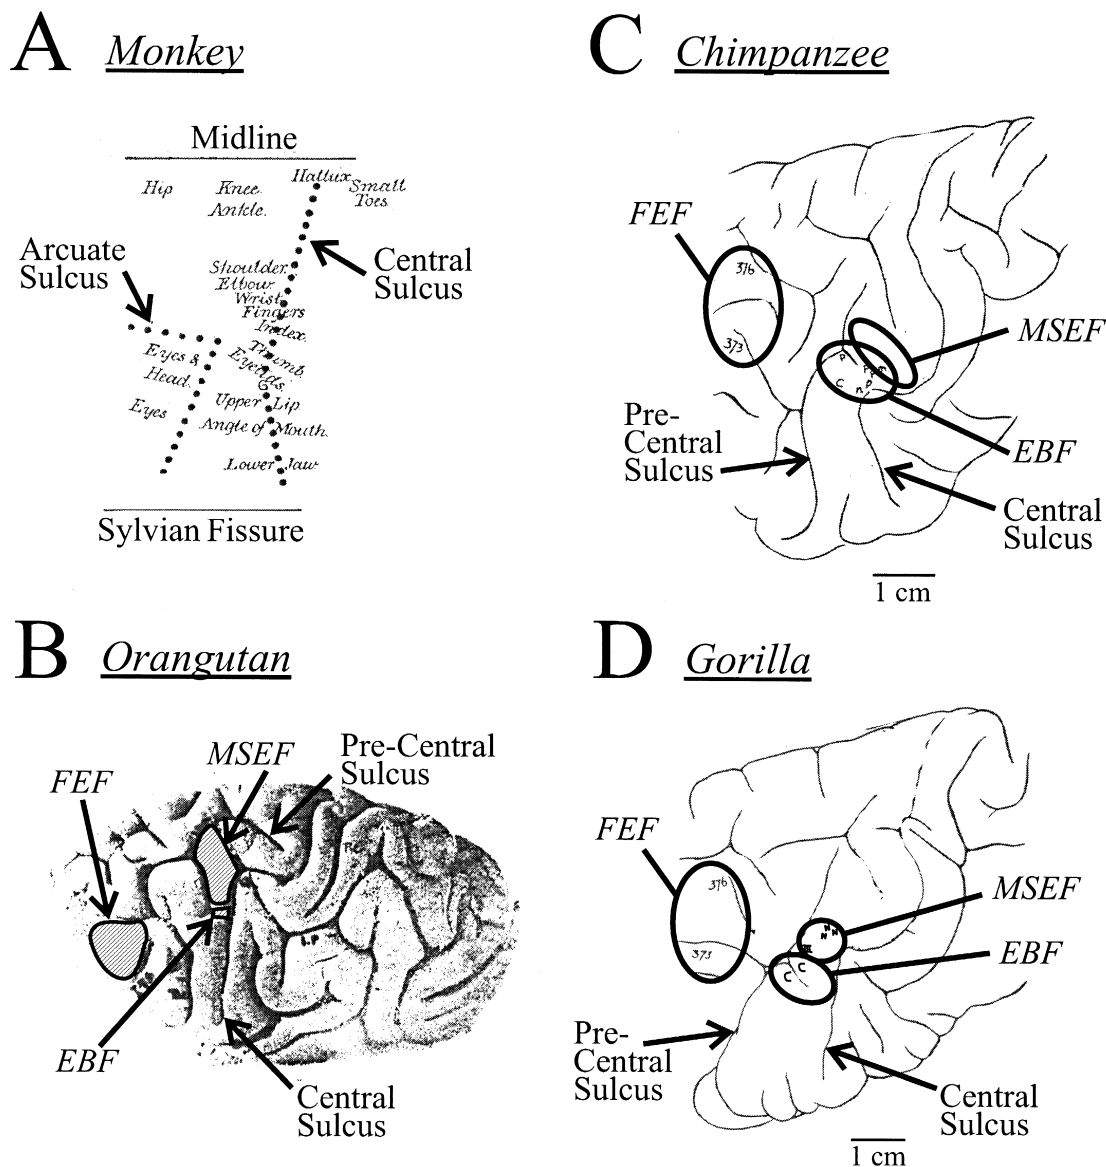 A Monkey
Midline
Hip
Knee
Ankle.
Hallux
Small
Toes
Arcuate
Sulcus
Central
Sulcus
Shoulder.
Elbow.
Wrist.
Fingers
Index.
Thumb.
Eyelids.
Eyes &
Head.
Eyes
Upper Lip
Angle of Mouth.
Lower Jaw
Sylvian Fissure
B Orangutan
FEF
MSEF
Pre-Central
Sulcus
EBF
Central
Sulcus
C Chimpanzee
FEF
376
373
MSEF
EBF
P
C
n
P
Pre-
Central
Sulcus
Central
Sulcus
1 cm
D Gorilla
FEF
376
373
MSEF
N N
N
EBF
C
C
Pre-
Central
Sulcus
Central
Sulcus
1 cm